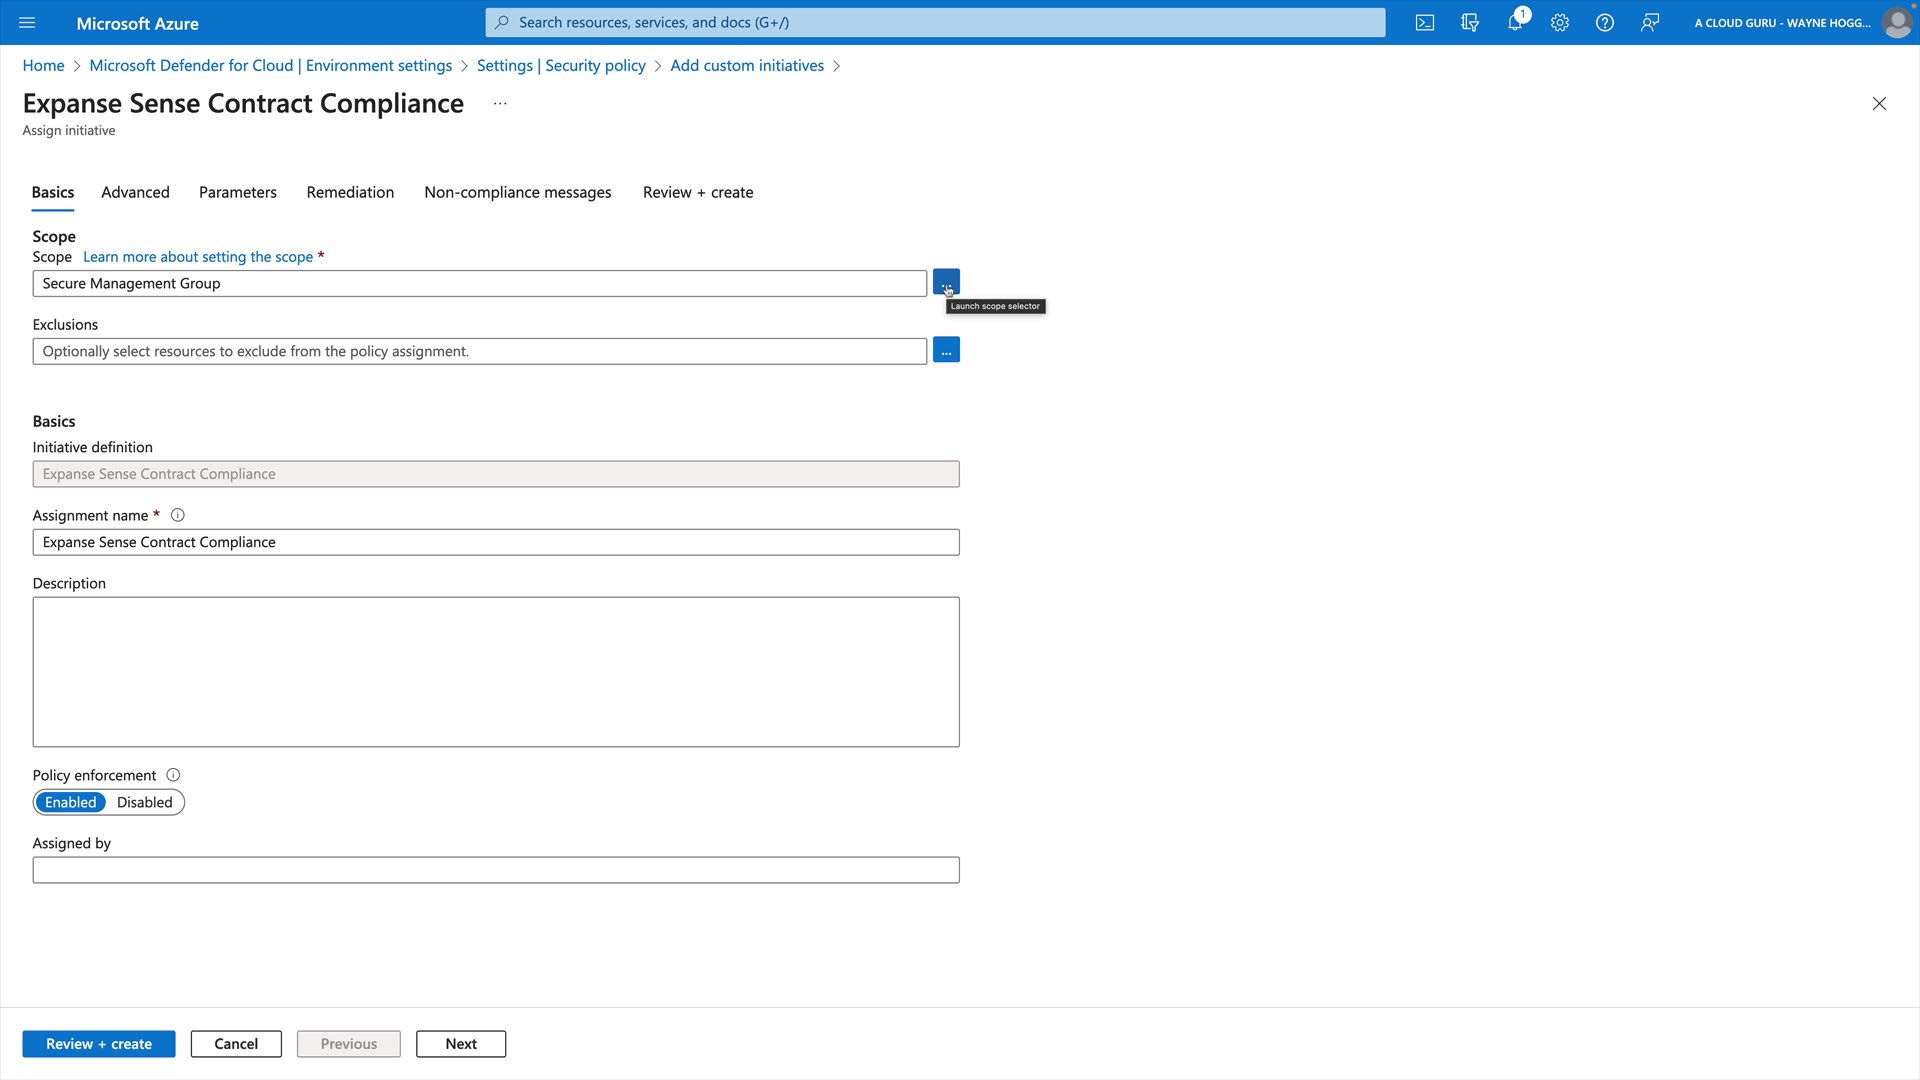 Microsoft Azure
Search resources, services, and docs (G+/)
1
A CLOUD GURU - WAYNE HOGG...
Home > Microsoft Defender for Cloud | Environment settings > Settings | Security policy > Add custom initiatives >
Expanse Sense Contract Compliance ...
Assign initiative
Basics Advanced Parameters Remediation Non-compliance messages Review + create
Scope
Scope Learn more about setting the scope *
Secure Management Group
...
Launch scope selector
Exclusions
Optionally select resources to exclude from the policy assignment.
...
Basics
Initiative definition
Expanse Sense Contract Compliance
Assignment name *
Expanse Sense Contract Compliance
Description
Policy enforcement
Enabled Disabled
Assigned by
Review + create Cancel Previous Next